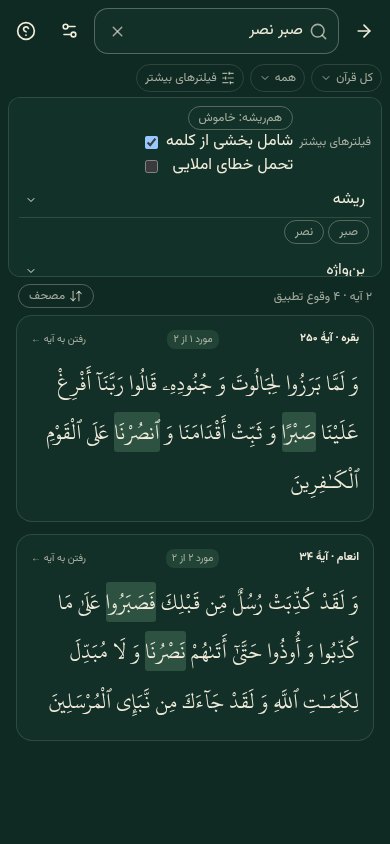 صبر نصر
کل قرآن
همه
فیلترهای بیشتر
هم‌ریشه: خاموش
فیلترهای بیشتر
شامل بخشی از کلمه
تحمل خطای املایی
ریشه
صبر
نصر
بن‌واژه
۲ آیه · ۴ وقوع تطبیق
مصحف
بقره · آیهٔ ۲۵۰
مورد ۱ از ۲
رفتن به آیه ←
وَ لَمَّا بَرَزُوا لِجَالُوتَ وَ جُنُودِهِۦ قَالُوا رَبَّنَآ أَفْرِغْ
عَلَيْنَا صَبْرًا وَ ثَبِّتْ أَقْدَامَنَا وَ ٱنصُرْنَا عَلَى ٱلْقَوْمِ
ٱلْكَـٰفِرِينَ
انعام · آیهٔ ۳۴
مورد ۲ از ۲
رفتن به آیه ←
وَ لَقَدْ كُذِّبَتْ رُسُلٌ مِّن قَبْلِكَ فَصَبَرُوا عَلَىٰ مَا
كُذِّبُوا وَ أُوذُوا حَتَّىٰٓ أَتَىٰهُمْ نَصْرُنَا وَ لَا مُبَدِّلَ
لِكَلِمَـٰتِ ٱللَّهِ وَ لَقَدْ جَآءَكَ مِن نَّبَإِى ٱلْمُرْسَلِينَ